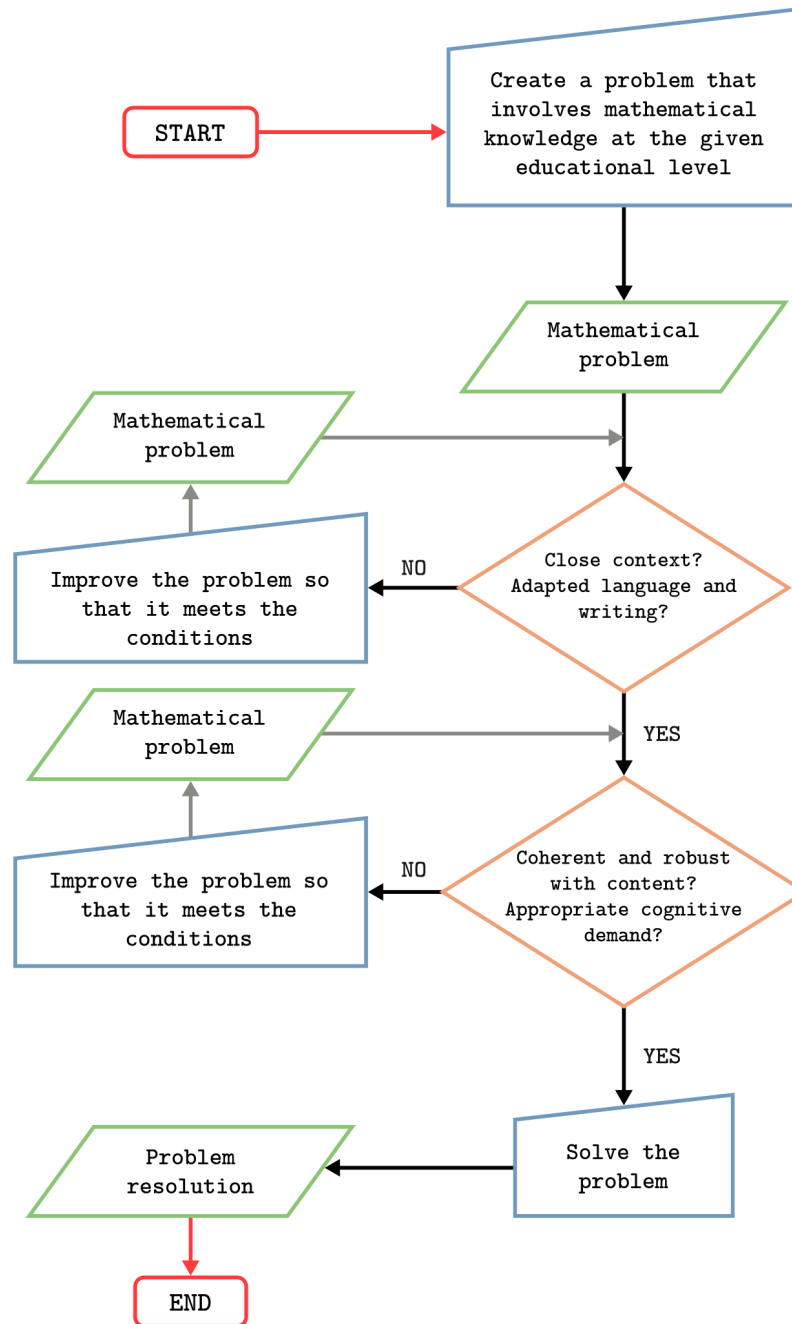 START
Create a problem that
involves mathematical
knowledge at the given
educational level
Mathematical
problem
Mathematical
problem
Close context?
Adapted language and
writing?
NO
Improve the problem so
that it meets the
conditions
YES
Mathematical
problem
Coherent and robust
with content?
Appropriate cognitive
demand?
NO
Improve the problem so
that it meets the
conditions
YES
Solve the
problem
Problem
resolution
END